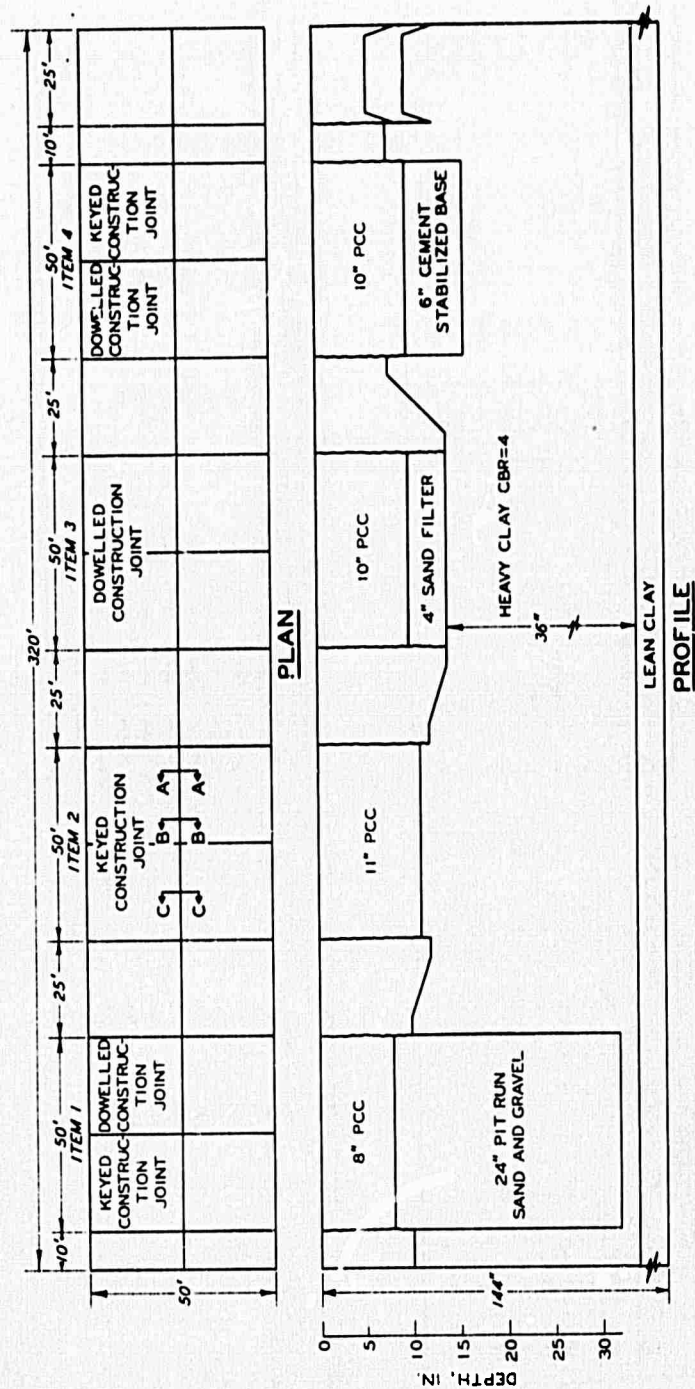 320'
10'
50'
25'
50'
25'
50'
25'
50'
10'
25'
ITEM 1
ITEM 2
ITEM 3
ITEM 4
KEYED
CONSTRUC-
TION
JOINT
DOWELLED
CONSTRUC-
TION
JOINT
KEYED
CONSTRUCTION
JOINT
DOWELLED
CONSTRUCTION
JOINT
DOWELLED
CONSTRUC-
TION
JOINT
KEYED
CONSTRUC-
TION
JOINT
50'
C B A
C B A
PLAN
0
5
10
15
20
25
30
DEPTH, IN.
144"
8" PCC
24" PIT RUN
SAND AND GRAVEL
11" PCC
10" PCC
4" SAND FILTER
10" PCC
6" CEMENT
STABILIZED BASE
HEAVY CLAY CBR=4
36"
LEAN CLAY
PROFILE